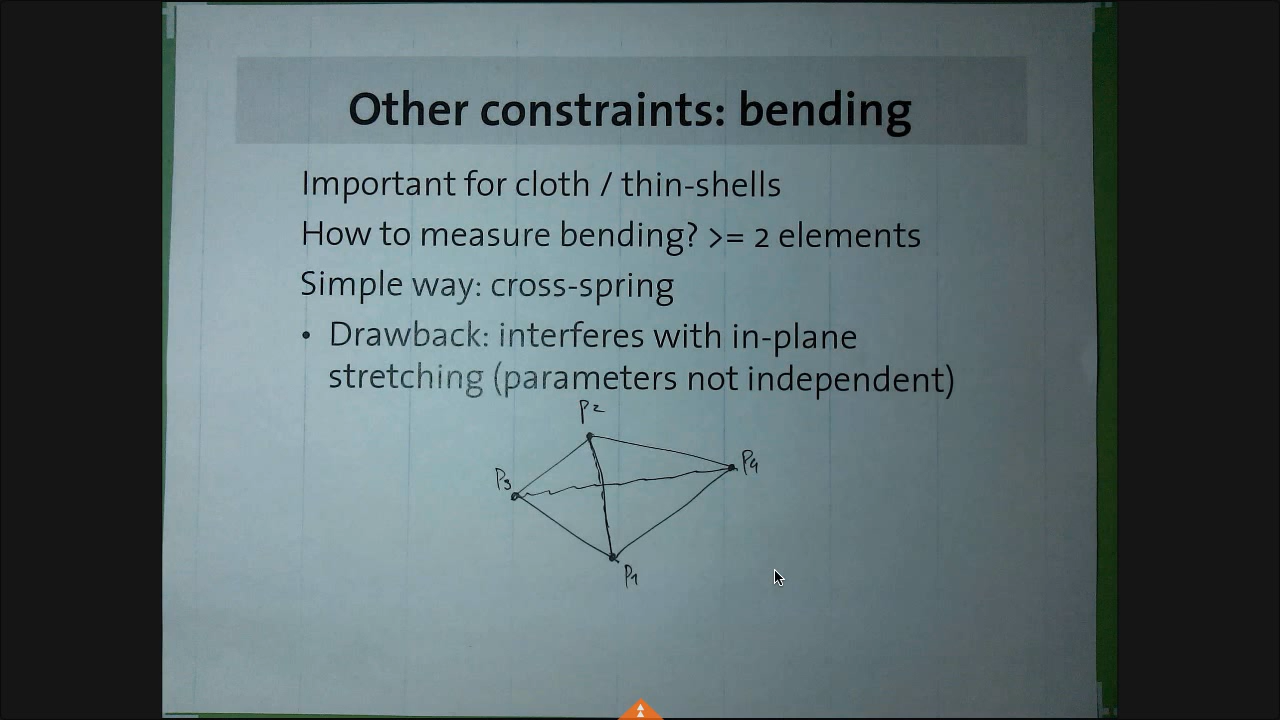 Other constraints: bending
Important for cloth / thin-shells
How to measure bending? >= 2 elements
Simple way: cross-spring
• Drawback: interferes with in-plane
stretching (parameters not independent)
P2
P3
P4
P1